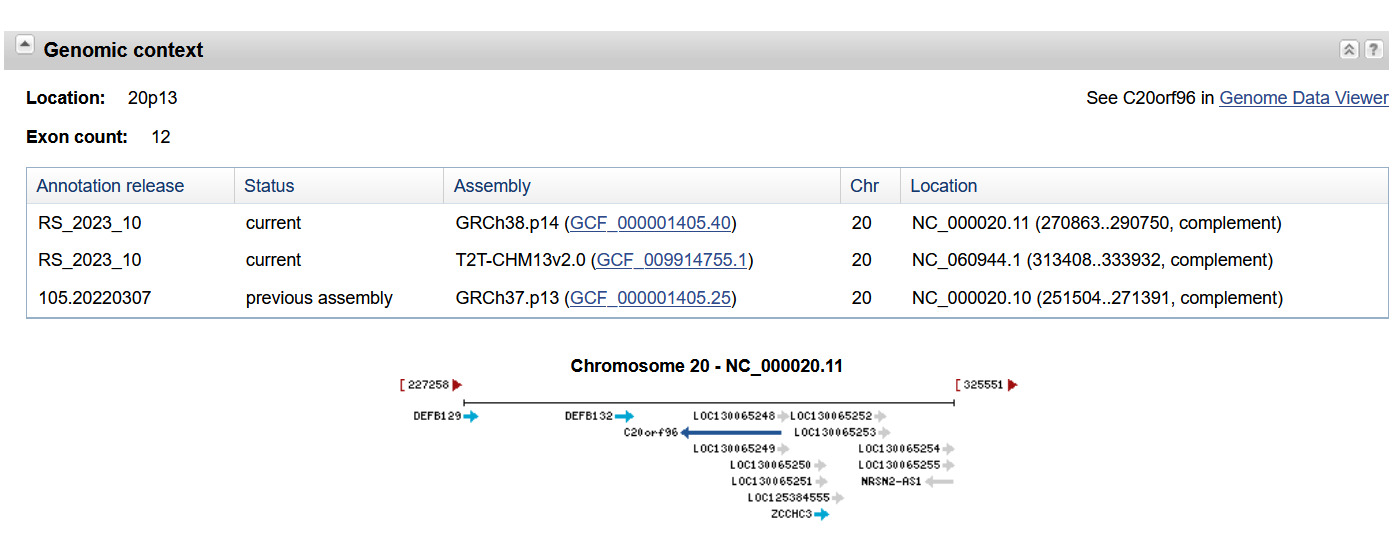 Genomic context
?
Location: 20p13
See C20orf96 in Genome Data Viewer
Exon count: 12
Annotation release Status Assembly Chr Location
RS_2023_10 current GRCh38.p14 (GCF_000001405.40) 20 NC_000020.11 (270863..290750, complement)
RS_2023_10 current T2T-CHM13v2.0 (GCF_009914755.1) 20 NC_060944.1 (313408..333932, complement)
105.20220307 previous assembly GRCh37.p13 (GCF_000001405.25) 20 NC_000020.10 (251504..271391, complement)
Chromosome 20 - NC_000020.11
[ 227258 [ 325551
DEFB129 DEFB132 LOC130065248 LOC130065252
C20orf96 LOC130065253
LOC130065249 LOC130065254
LOC130065250 LOC130065255
LOC130065251 NRSN2-AS1
LOC125384555
ZCCHC3